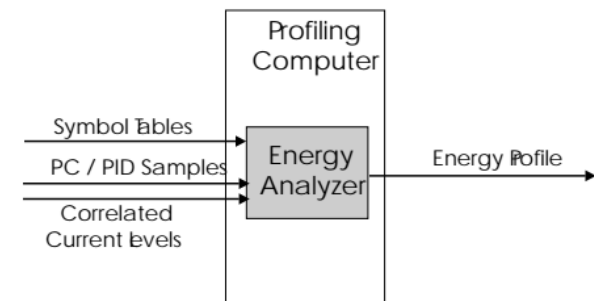 Profiling
Computer
Symbol Tables
PC / PID Samples
Correlated
Current Levels
Energy
Analyzer
Energy Profile